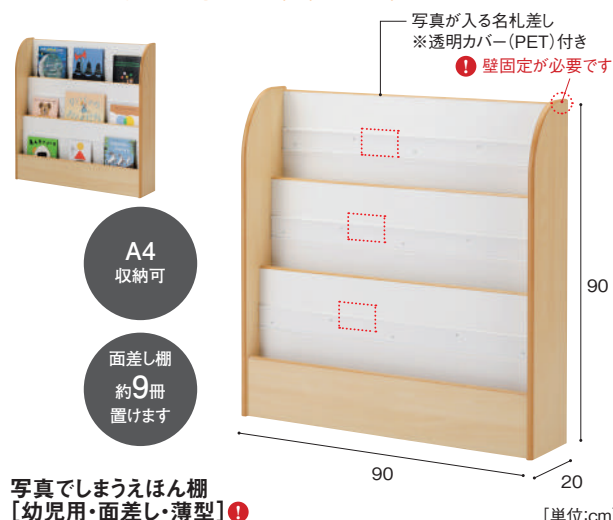 写真が入る名札差し
※透明カバー(PET)付き
! 壁固定が必要です
A4
収納可
面差し棚
約9冊
置けます
90
90
20
写真でしまうえほん棚
[幼児用・面差し・薄型]!
[単位:cm